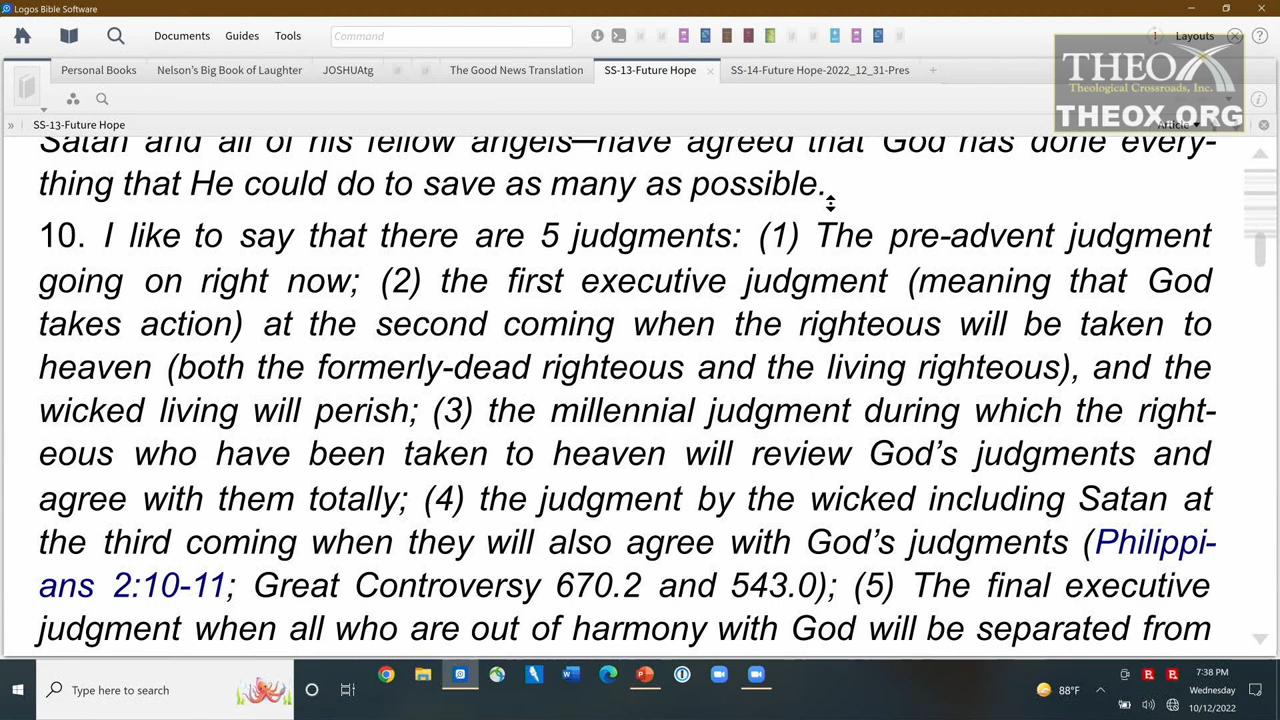 Logos Bible Software
Documents Guides Tools Command Layouts
Personal Books Nelson's Big Book of Laughter JOSHUAtg The Good News Translation SS-13-Future Hope SS-14-Future Hope-2022_12_31-Pres
THEOX
Theological Crossroads, Inc.
THEOX.ORG
SS-13-Future Hope Article
Satan and all of his fellow angels—have agreed that God has done every-
thing that He could do to save as many as possible.
10. I like to say that there are 5 judgments: (1) The pre-advent judgment
going on right now; (2) the first executive judgment (meaning that God
takes action) at the second coming when the righteous will be taken to
heaven (both the formerly-dead righteous and the living righteous), and the
wicked living will perish; (3) the millennial judgment during which the right-
eous who have been taken to heaven will review God's judgments and
agree with them totally; (4) the judgment by the wicked including Satan at
the third coming when they will also agree with God's judgments (Philippi-
ans 2:10-11; Great Controversy 670.2 and 543.0); (5) The final executive
judgment when all who are out of harmony with God will be separated from
Type here to search
88°F
7:38 PM
Wednesday
10/12/2022